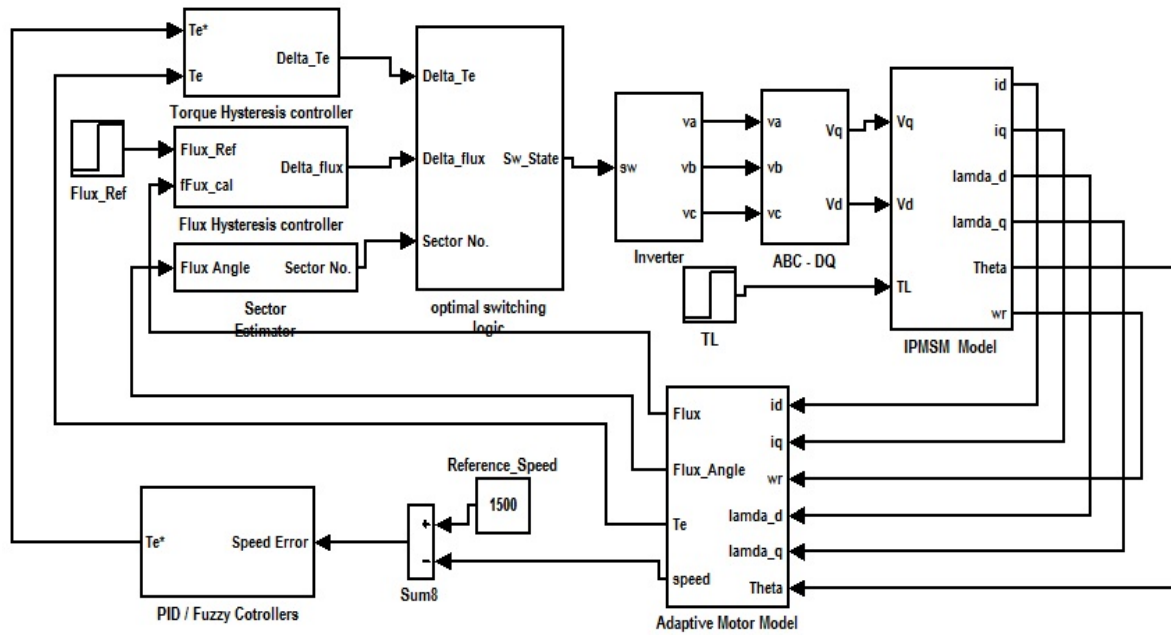 Te*
Te
Delta_Te
Torque Hysteresis controller
Flux_Ref
Flux_Ref
fFux_cal
Delta_flux
Flux Hysteresis controller
Flux Angle
Sector No.
Sector
Estimator
Delta_Te
Delta_flux
Sw_State
Sector No.
optimal switching
logic
sw
va
vb
vc
Inverter
va
vb
vc
Vq
Vd
ABC - DQ
TL
Vq
Vd
TL
id
iq
lamda_d
lamda_q
Theta
wr
IPMSM Model
Flux
Flux_Angle
Te
speed
id
iq
wr
lamda_d
lamda_q
Theta
Adaptive Motor Model
Reference_Speed
1500
+
−
Sum8
Te*
Speed Error
PID / Fuzzy Cotrollers